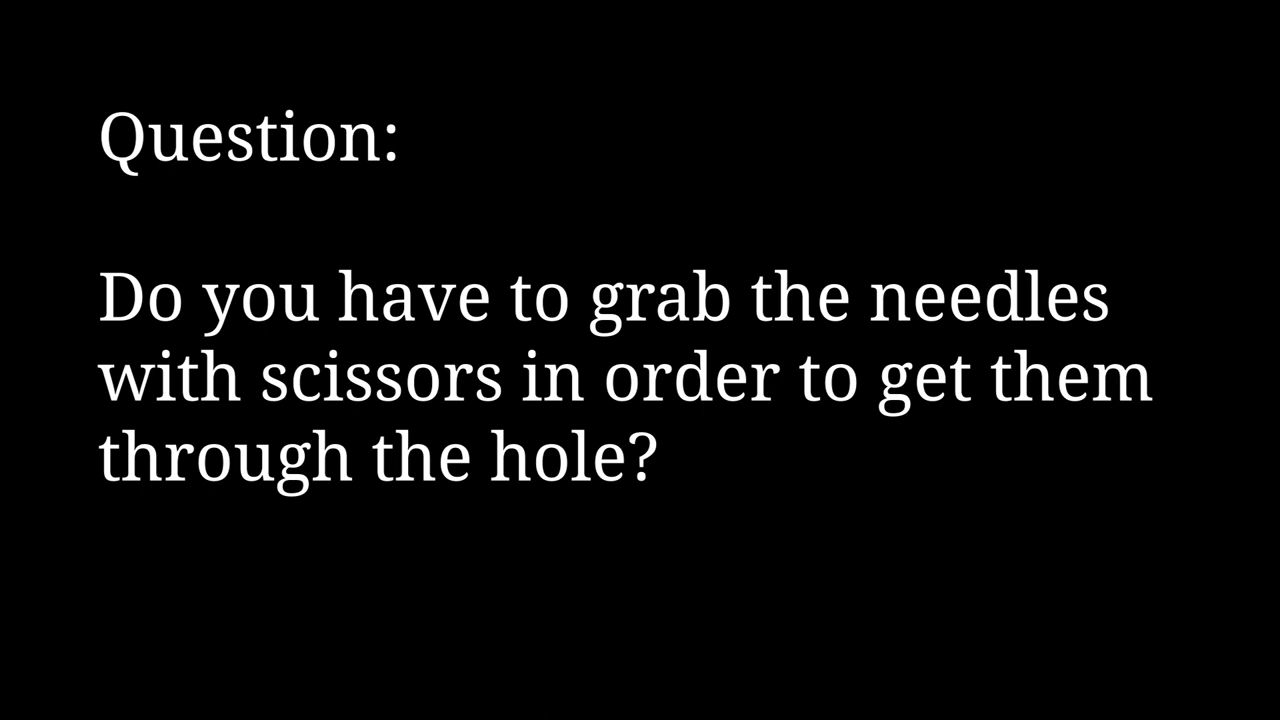 Question:
Do you have to grab the needles
with scissors in order to get them
through the hole?